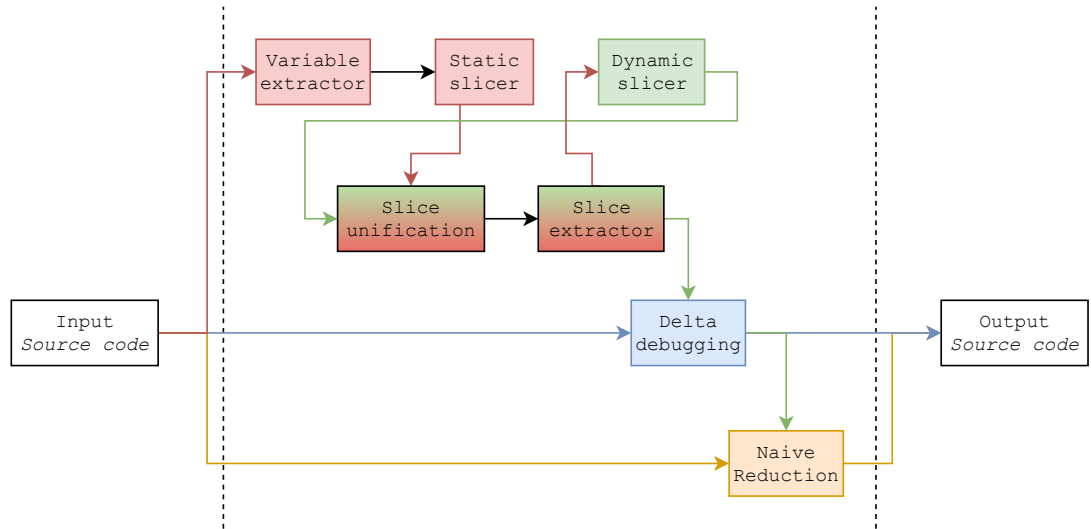 Variable
extractor
Static
slicer
Dynamic
slicer
Slice
unification
Slice
extractor
Input
Source code
Delta
debugging
Output
Source code
Naive
Reduction